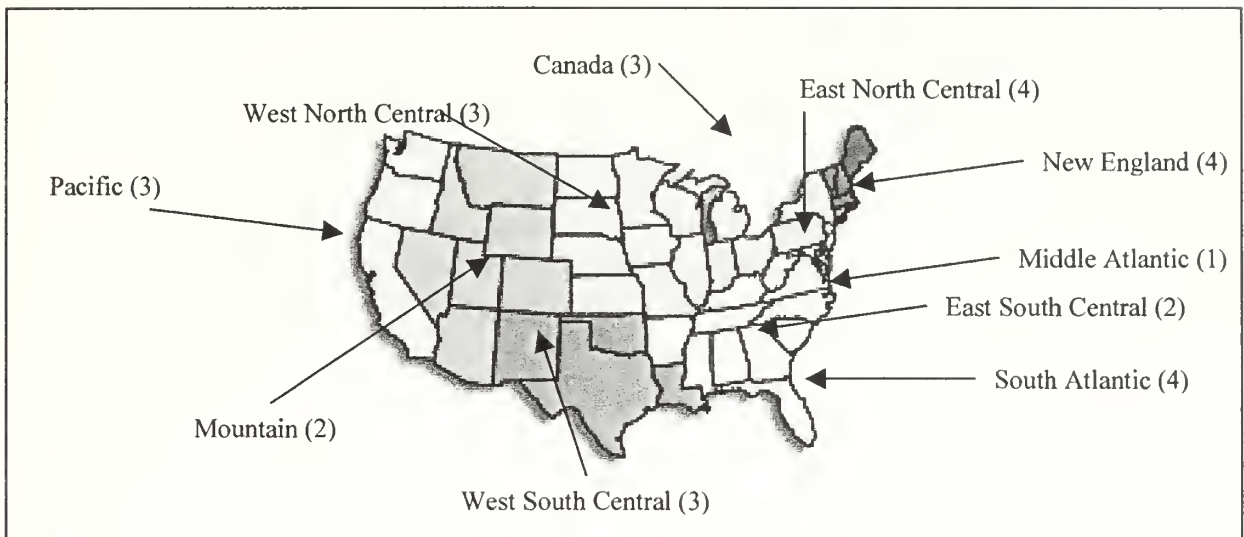 Canada (3)
East North Central (4)
West North Central (3)
New England (4)
Pacific (3)
Middle Atlantic (1)
East South Central (2)
South Atlantic (4)
Mountain (2)
West South Central (3)